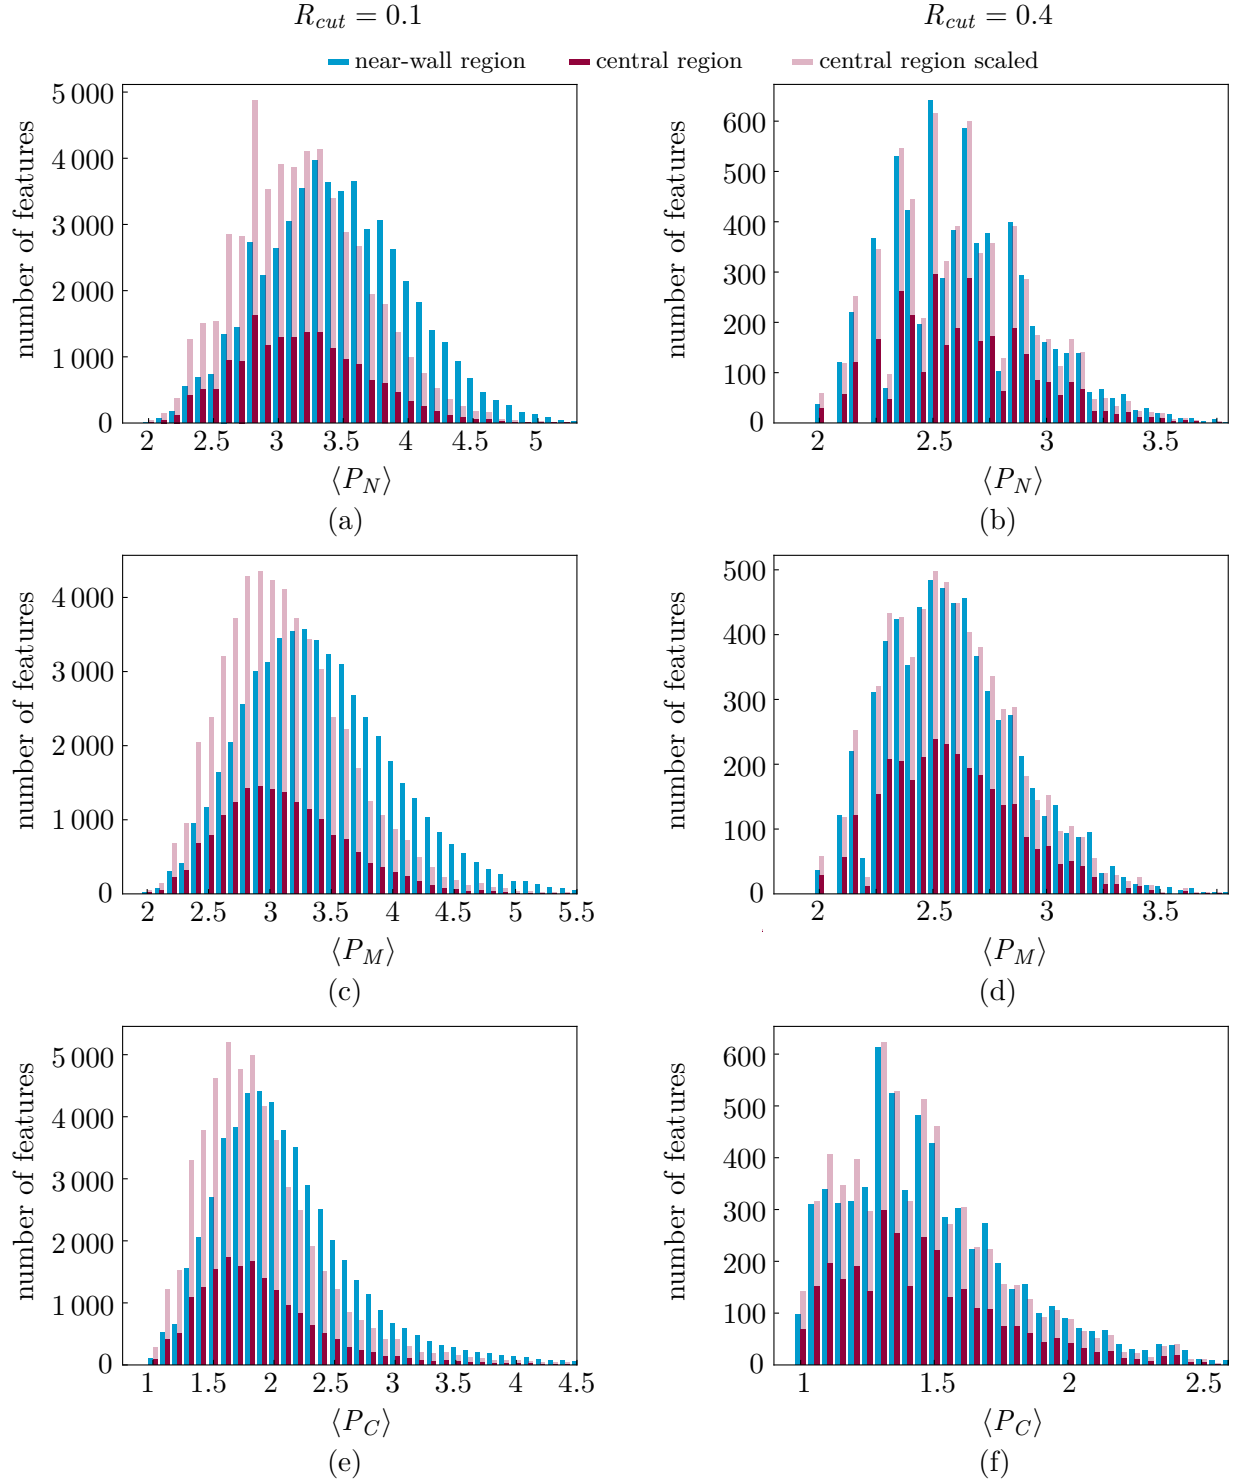 R_cut = 0.1
R_cut = 0.4
near-wall region central region central region scaled
number of features
5 000
4 000
3 000
2 000
1 000
0
2 2.5 3 3.5 4 4.5 5
⟨P_N⟩
(a)
number of features
600
500
400
300
200
100
0
2 2.5 3 3.5
⟨P_N⟩
(b)
number of features
4 000
3 000
2 000
1 000
0
2 2.5 3 3.5 4 4.5 5 5.5
⟨P_M⟩
(c)
number of features
500
400
300
200
100
0
2 2.5 3 3.5
⟨P_M⟩
(d)
number of features
5 000
4 000
3 000
2 000
1 000
0
1 1.5 2 2.5 3 3.5 4 4.5
⟨P_C⟩
(e)
number of features
600
500
400
300
200
100
0
1 1.5 2 2.5
⟨P_C⟩
(f)